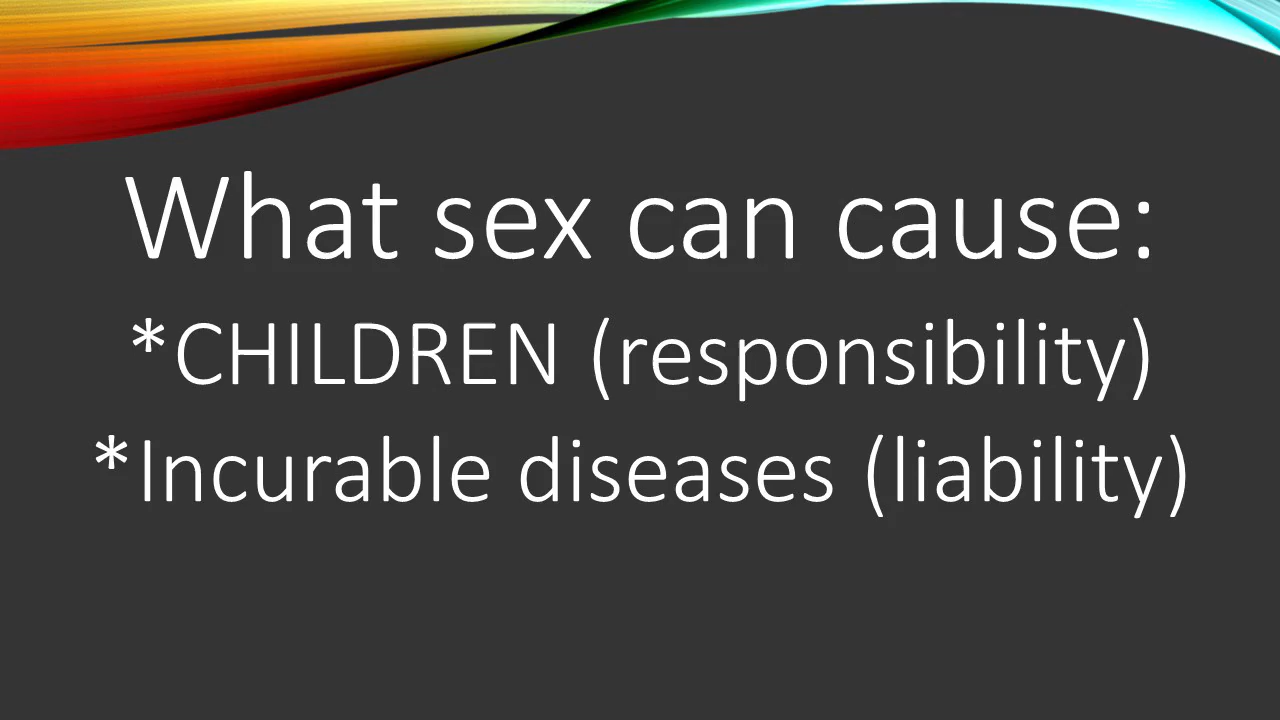 What sex can cause:
*CHILDREN (responsibility)
*Incurable diseases (liability)